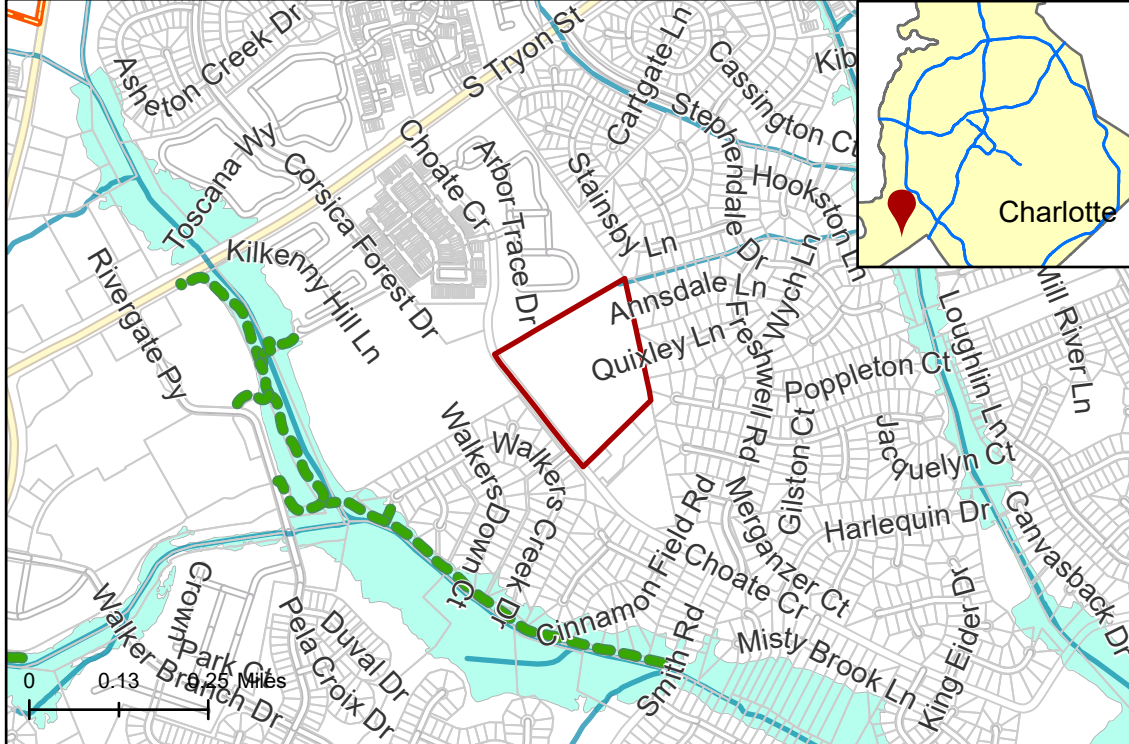 Asheton Creek Dr
S Tryon St
Cartgate Ln
Cassington Ct
Stephendale Dr
Choate Cr
Arbor Trace Dr
Stainsby Ln
Hookston Ln
Charlotte
Toscana Wy
Corsica Forest Dr
Kilkenny Hill Ln
Rivergate Py
Annsdale Ln
Wych Ln
Quixley Ln
Freshwell Rd
Loughlin Ln
Mill River Ln
Poppleton Ct
Gilston Ct
Jacquelyn Ct
Walkers Down Ct
Walkers Creek Dr
Merganzer Ct
Harlequin Dr
Canvasback Dr
Cinnamon Field Rd
Choate Cr
Misty Brook Ln
King Eider Dr
Smith Rd
Crown Park Ct
Walker Branch Dr
Pela Croix Dr
Duval Dr
0 0.13 0.25 Miles